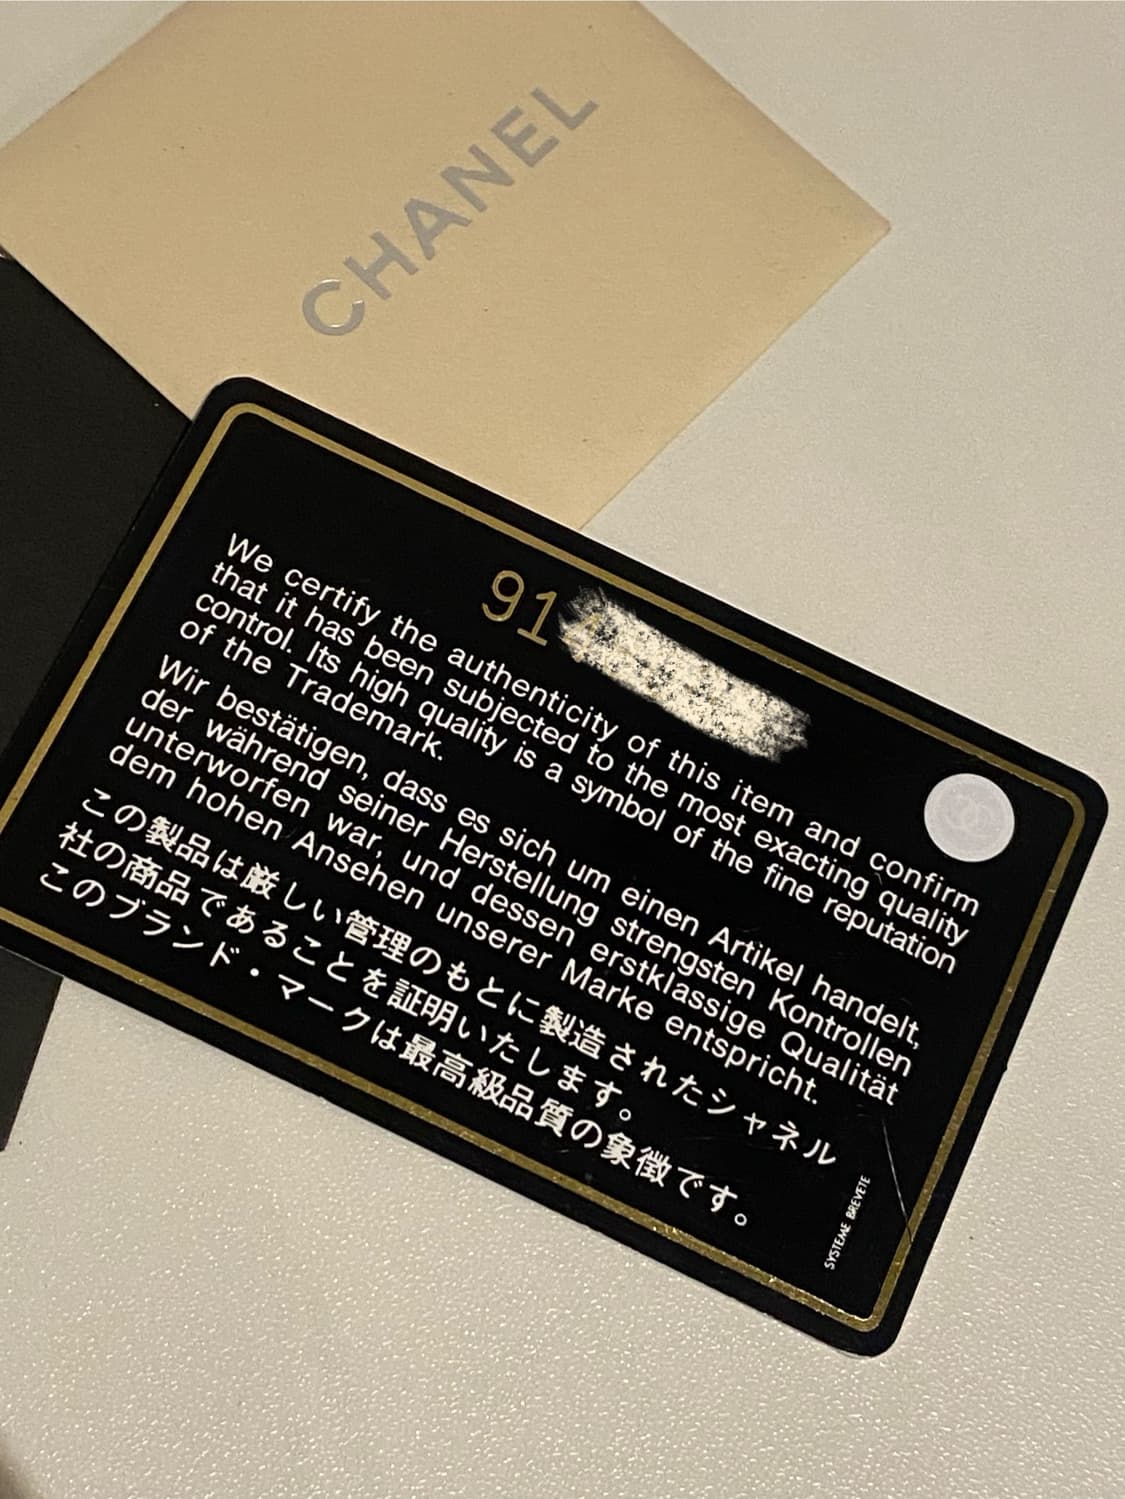 CHANEL
91
We certify the authenticity of this item and confirm
that it has been subjected to the most exacting quality
control. Its high quality is a symbol of the fine reputation
of the Trademark.
Wir bestätigen, dass es sich um einen Artikel handelt,
der während seiner Herstellung strengsten Kontrollen
unterworfen war, und dessen erstklassige Qualität
dem hohen Ansehen unserer Marke entspricht.
この製品は厳しい管理のもとに製造されたシャネル
社の商品であることを証明いたします。
このブランド・マークは最高級品質の象徴です。
SYSTEME BREVETE